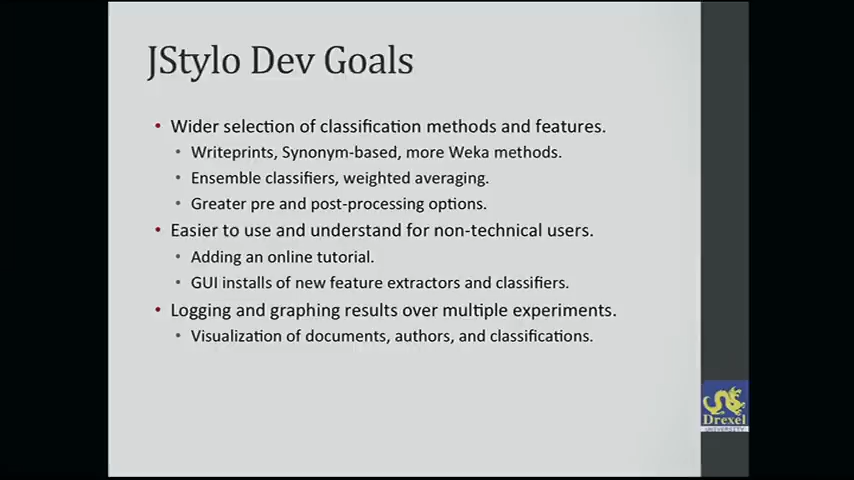 JStylo Dev Goals
• Wider selection of classification methods and features.
• Writeprints, Synonym-based, more Weka methods.
• Ensemble classifiers, weighted averaging.
• Greater pre and post-processing options.
• Easier to use and understand for non-technical users.
• Adding an online tutorial.
• GUI installs of new feature extractors and classifiers.
• Logging and graphing results over multiple experiments.
• Visualization of documents, authors, and classifications.
Drexel
UNIVERSITY